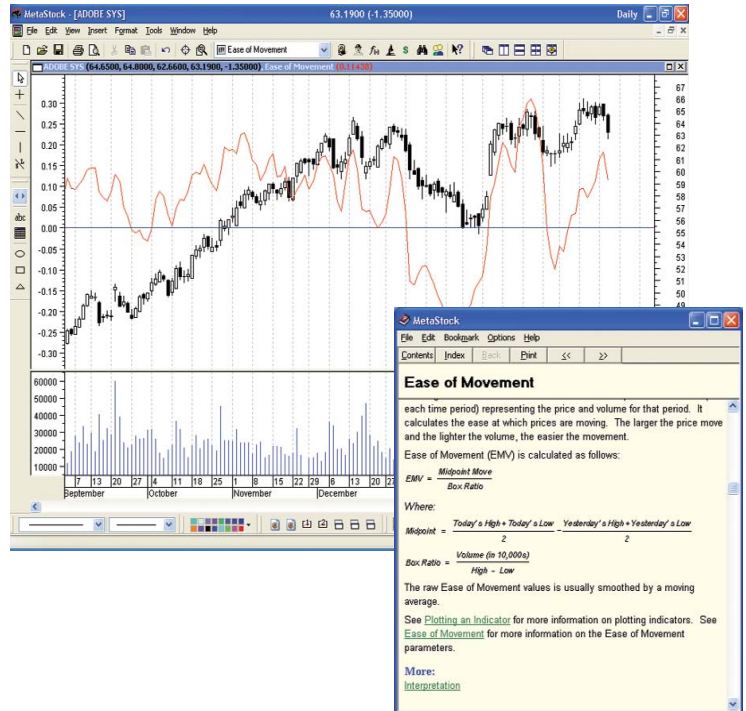 MetaStock - [ADOBE SYS] 63.1900 (-1.35000) Daily
File Edit View Insert Format Tools Window Help
Ease of Movement
ADOBE SYS (64.6500, 64.8000, 62.6600, 63.1900, -1.35000) Ease of Movement (0.11438)
0.30
0.25
0.20
0.15
0.10
0.05
0.00
-0.05
-0.10
-0.15
-0.20
-0.25
-0.30
67
66
65
64
63
62
61
60
59
58
57
56
55
54
53
52
51
50
49
abc
60000
50000
40000
30000
20000
10000
7 13 20 27 4 11 18 25 1 8 15 22 29 6 13 20 27
September October November December
MetaStock
File Edit Bookmark Options Help
Contents Index Back Print << >>
Ease of Movement
each time period) representing the price and volume for that period. It
calculates the ease at which prices are moving. The larger the price move
and the lighter the volume, the easier the movement.
Ease of Movement (EMV) is calculated as follows:
EMV = Midpoint Move
Box Ratio
Where:
Midpoint = Today's High + Today's Low / 2 - Yesterday's High + Yesterday's Low / 2
Box Ratio = Volume (in 10,000s)
High - Low
The raw Ease of Movement values is usually smoothed by a moving
average.
See Plotting an Indicator for more information on plotting indicators. See
Ease of Movement for more information on the Ease of Movement
parameters.
More:
Interpretation